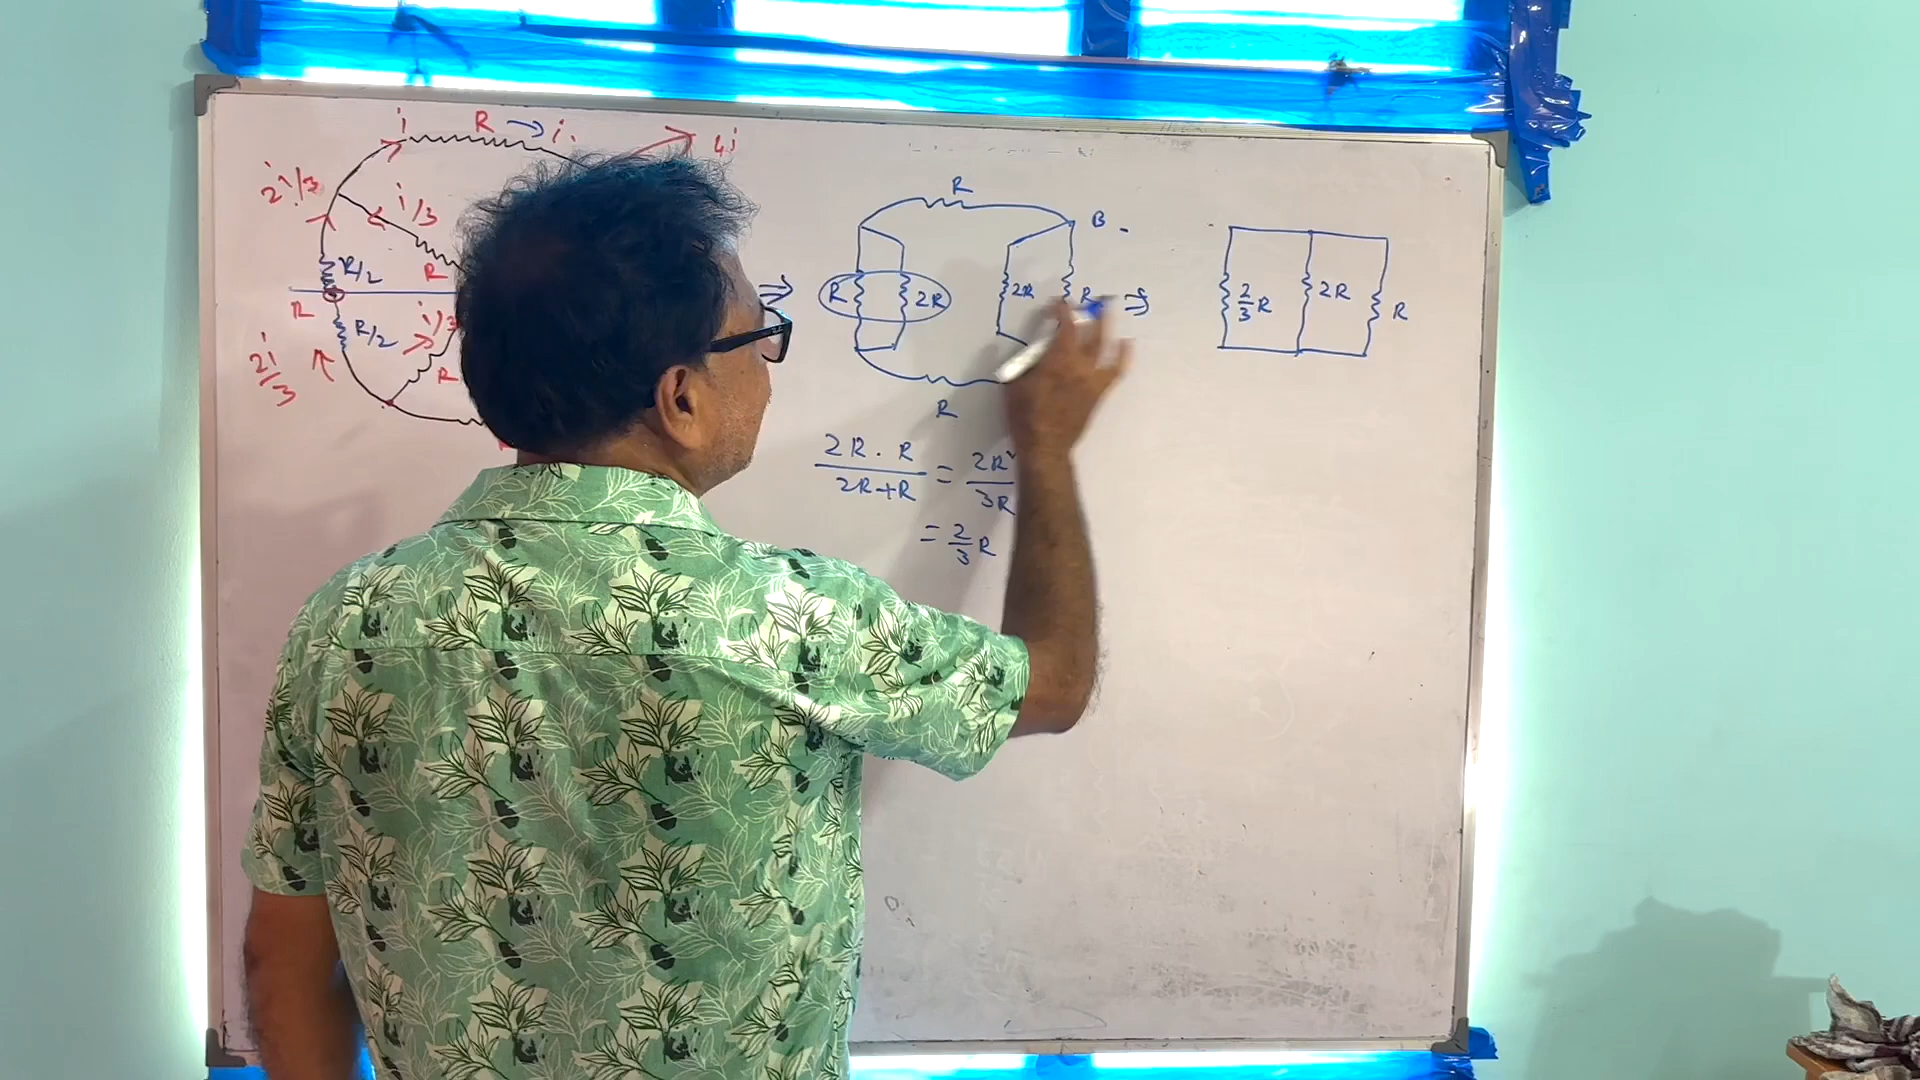 i R → i.
4i
2i/3
i/3
R/2
R
R
i/3
R/2
2i/3
R
⇒
R
B
R
2R
2R
R
⇒
R
2R . R / 2R+R = 2R² / 3R
= 2/3 R
2/3 R
2R
R